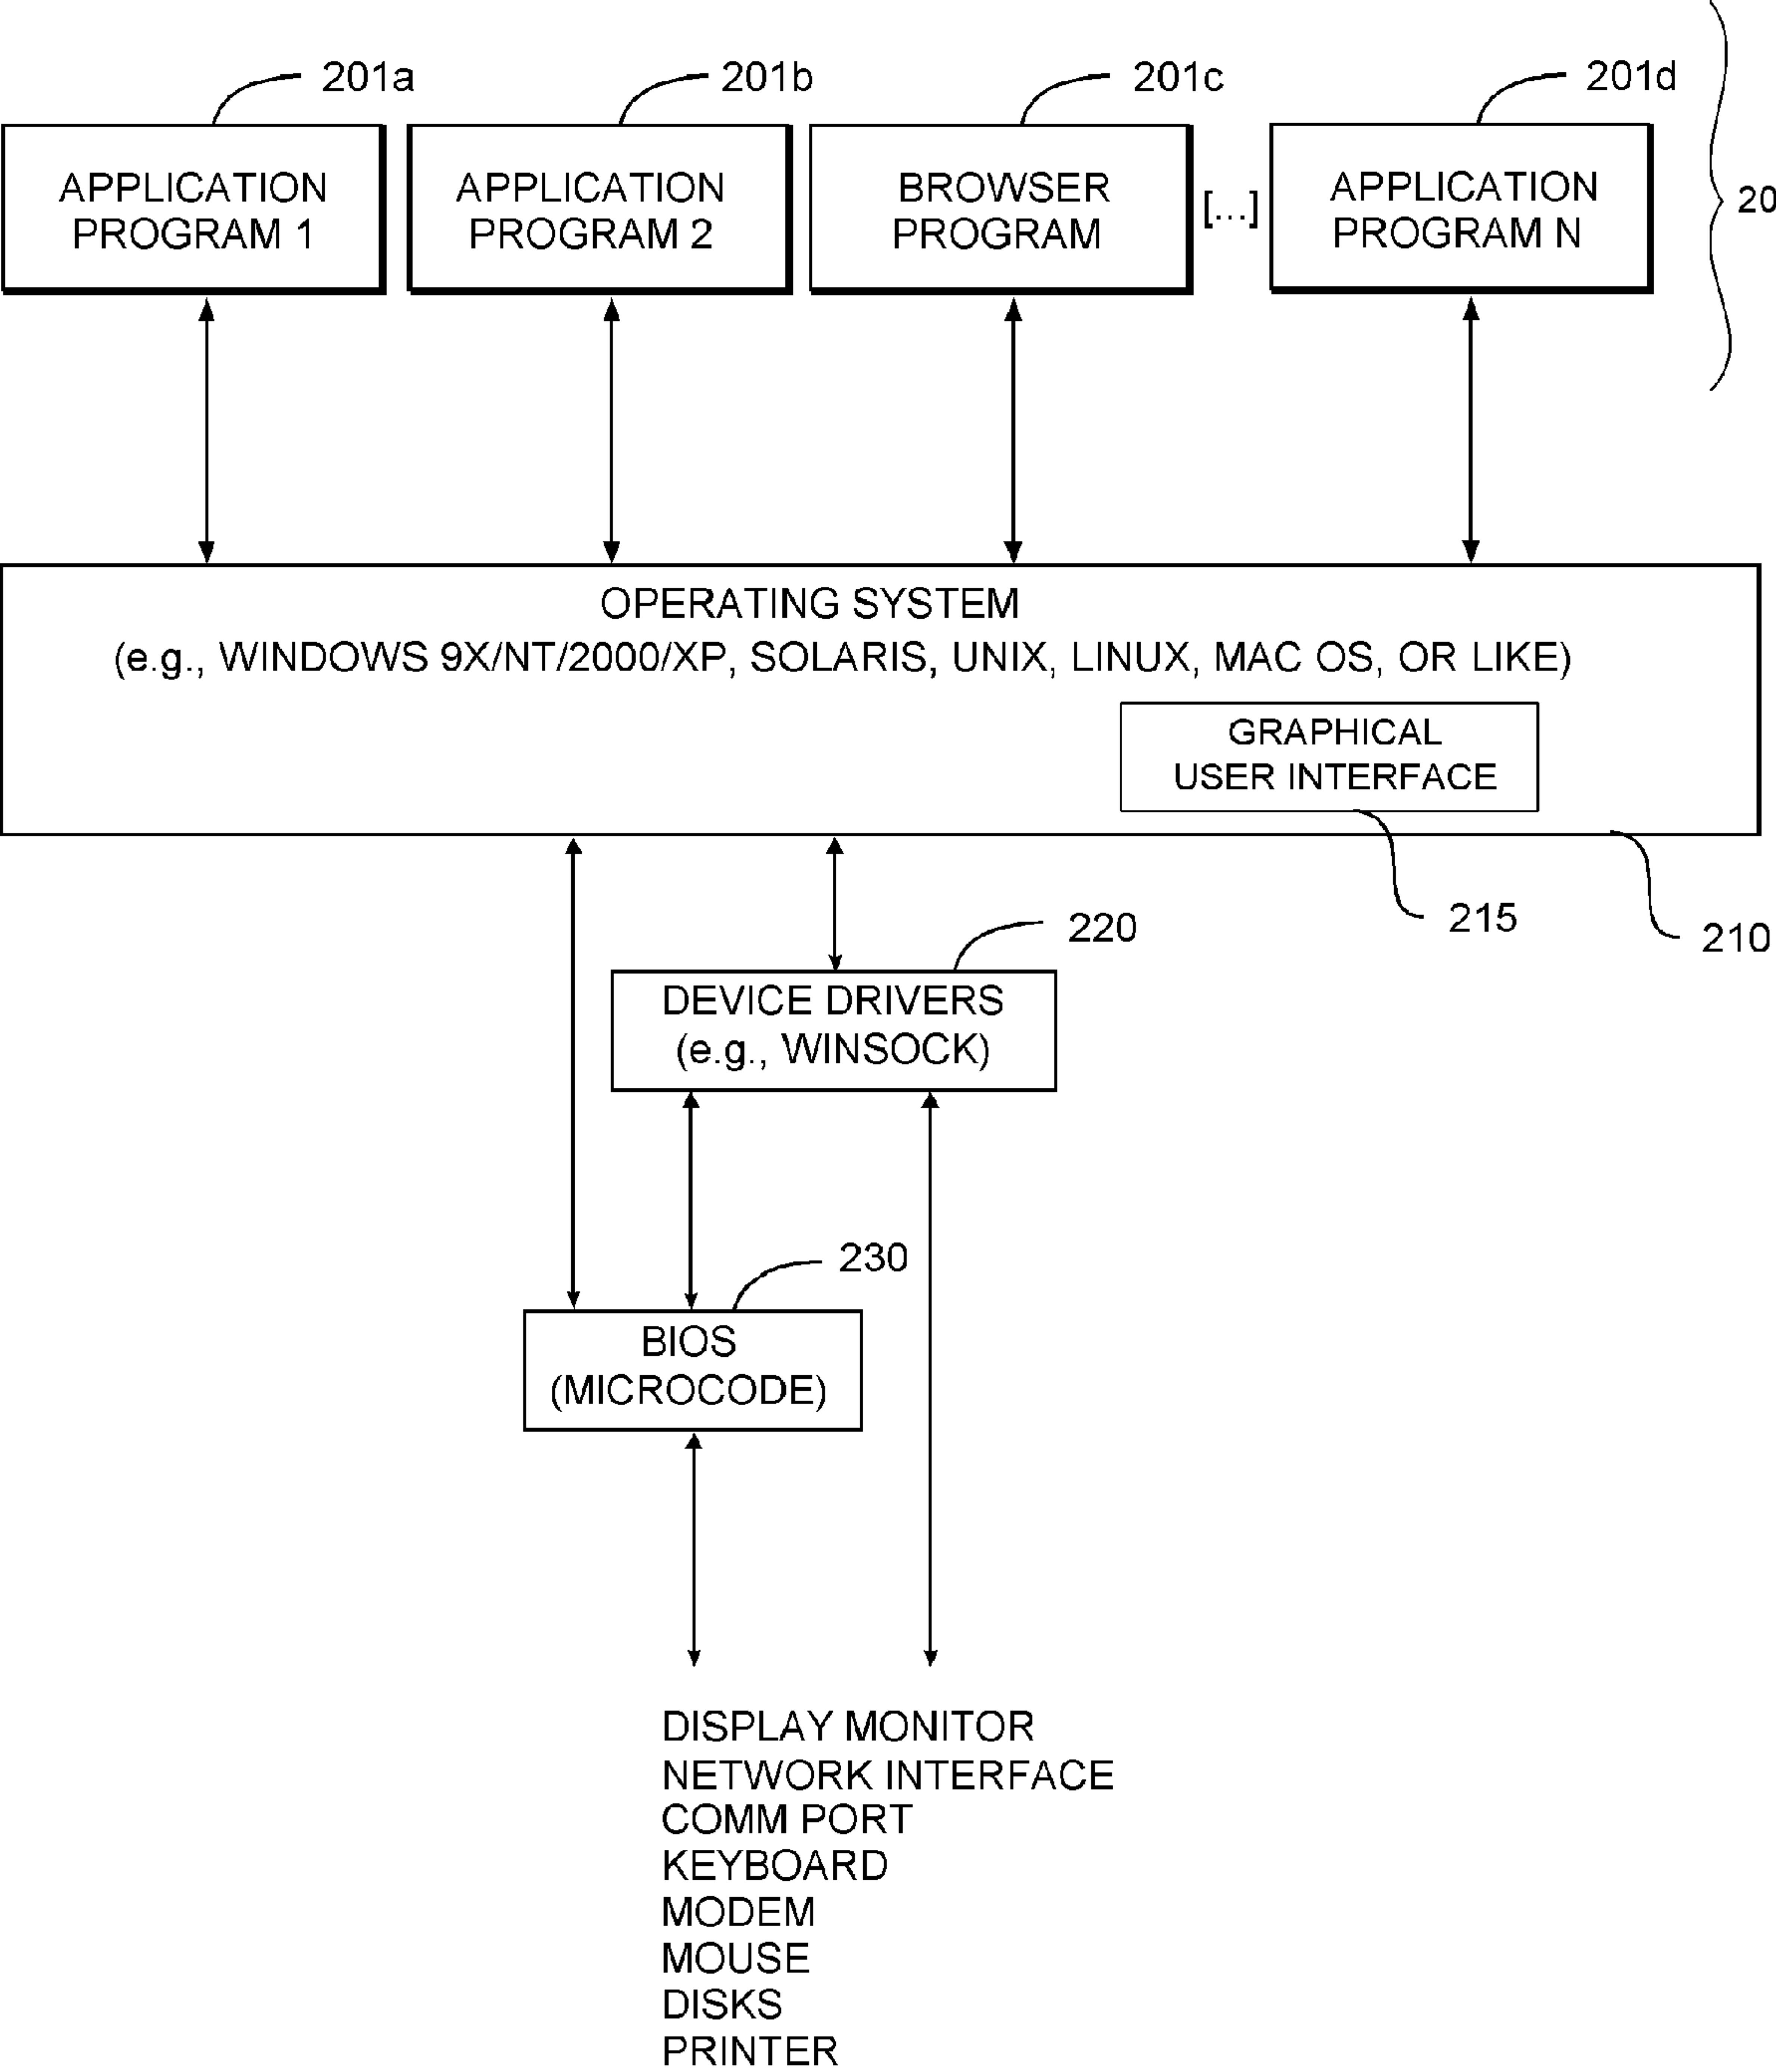 201a 201b 201c 201d
APPLICATION PROGRAM 1
APPLICATION PROGRAM 2
BROWSER PROGRAM
[...]
APPLICATION PROGRAM N
20
OPERATING SYSTEM
(e.g., WINDOWS 9X/NT/2000/XP, SOLARIS, UNIX, LINUX, MAC OS, OR LIKE)
GRAPHICAL
USER INTERFACE
215
210
220
DEVICE DRIVERS
(e.g., WINSOCK)
230
BIOS
(MICROCODE)
DISPLAY MONITOR
NETWORK INTERFACE
COMM PORT
KEYBOARD
MODEM
MOUSE
DISKS
PRINTER